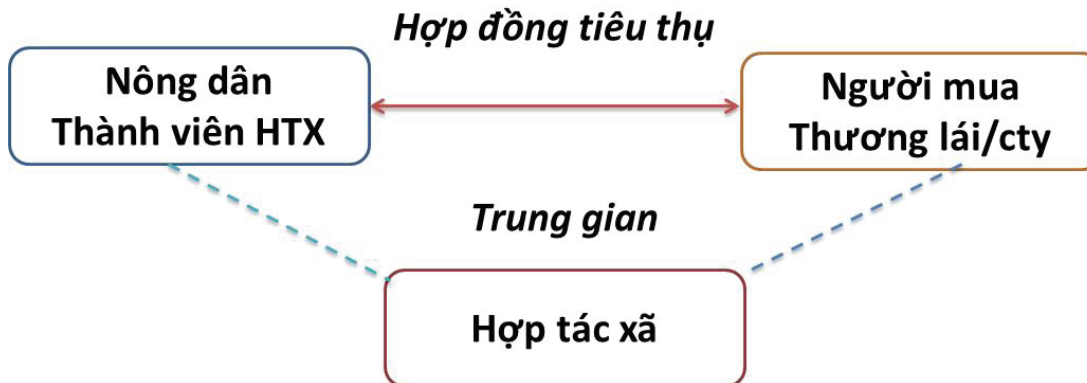 Hợp đồng tiêu thụ
Nông dân
Thành viên HTX
Người mua
Thương lái/cty
Trung gian
Hợp tác xã